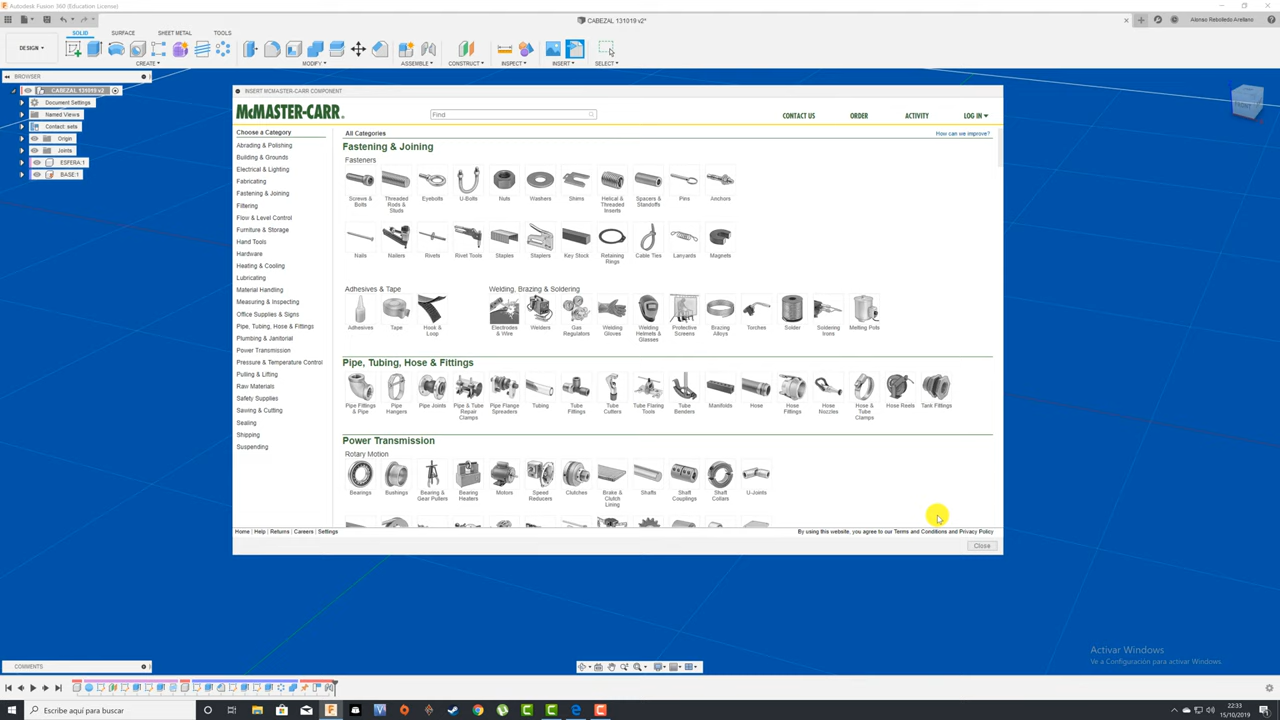 Autodesk Fusion 360 (Education License)
CABEZAL 131019 v2*
Alonso Rebolledo Arellano
DESIGN
SOLID
SURFACE
SHEET METAL
TOOLS
CREATE
MODIFY
ASSEMBLE
CONSTRUCT
INSPECT
INSERT
SELECT
BROWSER
CABEZAL 131019 v2
Document Settings
Named Views
Contact: sets
Origin
Joints
ESFERA:1
BASE:1
INSERT MCMASTER-CARR COMPONENT
McMASTER-CARR.
Find
CONTACT US
ORDER
ACTIVITY
LOG IN
How can we improve?
Choose a Category
Abrading & Polishing
Building & Grounds
Electrical & Lighting
Fabricating
Fastening & Joining
Filtering
Flow & Level Control
Furniture & Storage
Hand Tools
Hardware
Heating & Cooling
Lubricating
Material Handling
Measuring & Inspecting
Office Supplies & Signs
Pipe, Tubing, Hose & Fittings
Plumbing & Janitorial
Power Transmission
Pressure & Temperature Control
Pulling & Lifting
Raw Materials
Safety Supplies
Sawing & Cutting
Sealing
Shipping
Suspending
All Categories
Fastening & Joining
Fasteners
Screws & Bolts
Threaded Rods & Studs
Eyebolts
U-Bolts
Nuts
Washers
Shims
Helical & Threaded Inserts
Spacers & Standoffs
Pins
Anchors
Nails
Nailers
Rivets
Rivet Tools
Staples
Staplers
Key Stock
Retaining Rings
Cable Ties
Lanyards
Magnets
Adhesives & Tape
Adhesives
Tape
Hook & Loop
Welding, Brazing & Soldering
Electrodes & Wire
Welders
Gas Regulators
Welding Gloves
Welding Helmets & Glasses
Protective Screens
Brazing Alloys
Torches
Solder
Soldering Irons
Melting Pots
Pipe, Tubing, Hose & Fittings
Pipe Fittings & Pipe
Pipe Hangers
Pipe Joints
Pipe & Tube Repair Clamps
Pipe Flange Spreaders
Tubing
Tube Fittings
Tube Cutters
Tube Flaring Tools
Tube Benders
Manifolds
Hose
Hose Fittings
Hose Nozzles
Hose & Tube Clamps
Hose Reels
Tank Fittings
Power Transmission
Rotary Motion
Bearings
Bushings
Bearing & Gear Pullers
Bearing Heaters
Motors
Speed Reducers
Clutches
Brake & Clutch Lining
Shafts
Shaft Couplings
Shaft Collars
U-Joints
Home
Help
Returns
Careers
Settings
By using this website, you agree to our Terms and Conditions and Privacy Policy
Close
Activar Windows
Ve a Configuración para activar Windows.
COMMENTS
Escribe aquí para buscar
22:33
15/10/2019